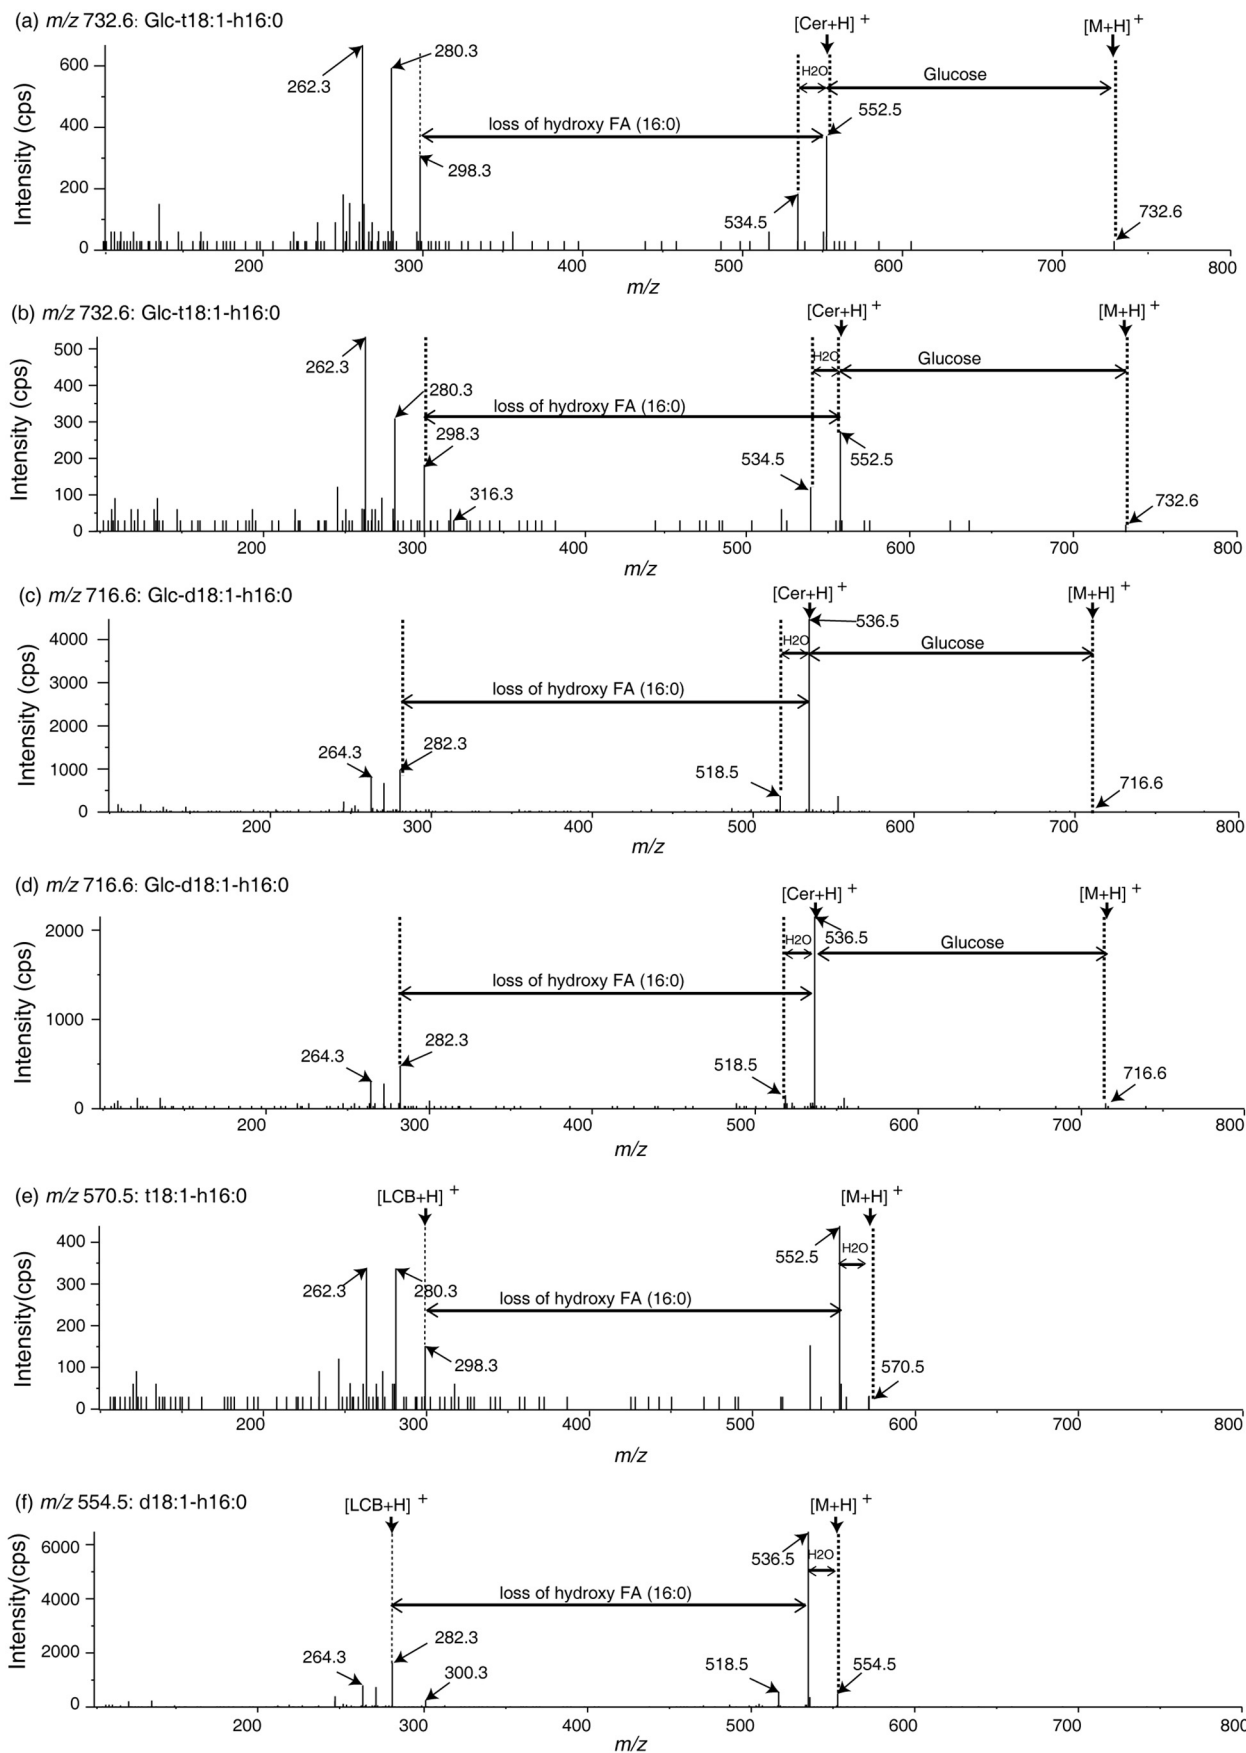 (a) m/z 732.6: Glc-t18:1-h16:0
[Cer+H] +
[M+H] +
Intensity (cps)
600
400
200
0
262.3
280.3
H2O
Glucose
loss of hydroxy FA (16:0)
552.5
298.3
534.5
732.6
200
300
400
500
600
700
800
m/z
(b) m/z 732.6: Glc-t18:1-h16:0
[Cer+H] +
[M+H] +
Intensity (cps)
500
400
300
200
100
0
262.3
280.3
H2O
Glucose
loss of hydroxy FA (16:0)
298.3
534.5
552.5
316.3
732.6
200
300
400
500
600
700
800
m/z
(c) m/z 716.6: Glc-d18:1-h16:0
[Cer+H] +
[M+H] +
Intensity (cps)
4000
3000
2000
1000
0
536.5
H2O
Glucose
loss of hydroxy FA (16:0)
264.3
282.3
518.5
716.6
200
300
400
500
600
700
800
m/z
(d) m/z 716.6: Glc-d18:1-h16:0
[Cer+H] +
[M+H] +
Intensity (cps)
2000
1000
0
H2O
536.5
Glucose
loss of hydroxy FA (16:0)
264.3
282.3
518.5
716.6
200
300
400
500
600
700
800
m/z
(e) m/z 570.5: t18:1-h16:0
[LCB+H] +
[M+H] +
Intensity(cps)
400
300
200
100
0
552.5
H2O
262.3
280.3
loss of hydroxy FA (16:0)
298.3
570.5
200
300
400
500
600
700
800
m/z
(f) m/z 554.5: d18:1-h16:0
[LCB+H] +
[M+H] +
Intensity(cps)
6000
4000
2000
0
536.5
H2O
loss of hydroxy FA (16:0)
264.3
282.3
300.3
518.5
554.5
200
300
400
500
600
700
800
m/z